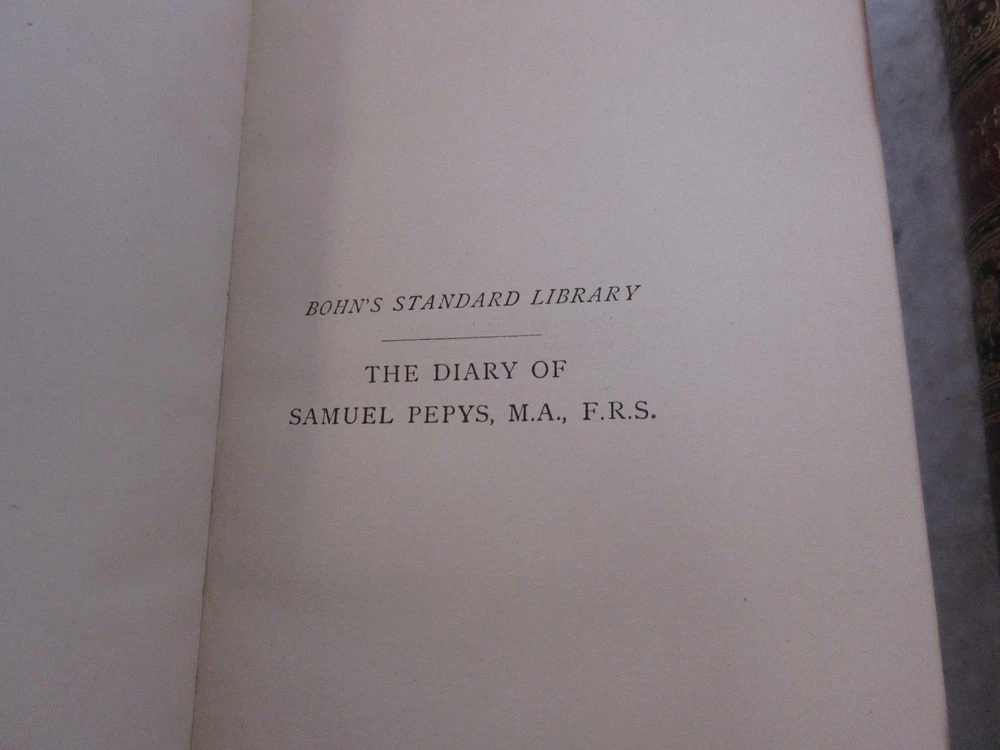 BOHN'S STANDARD LIBRARY
THE DIARY OF
SAMUEL PEPYS, M.A., F.R.S.